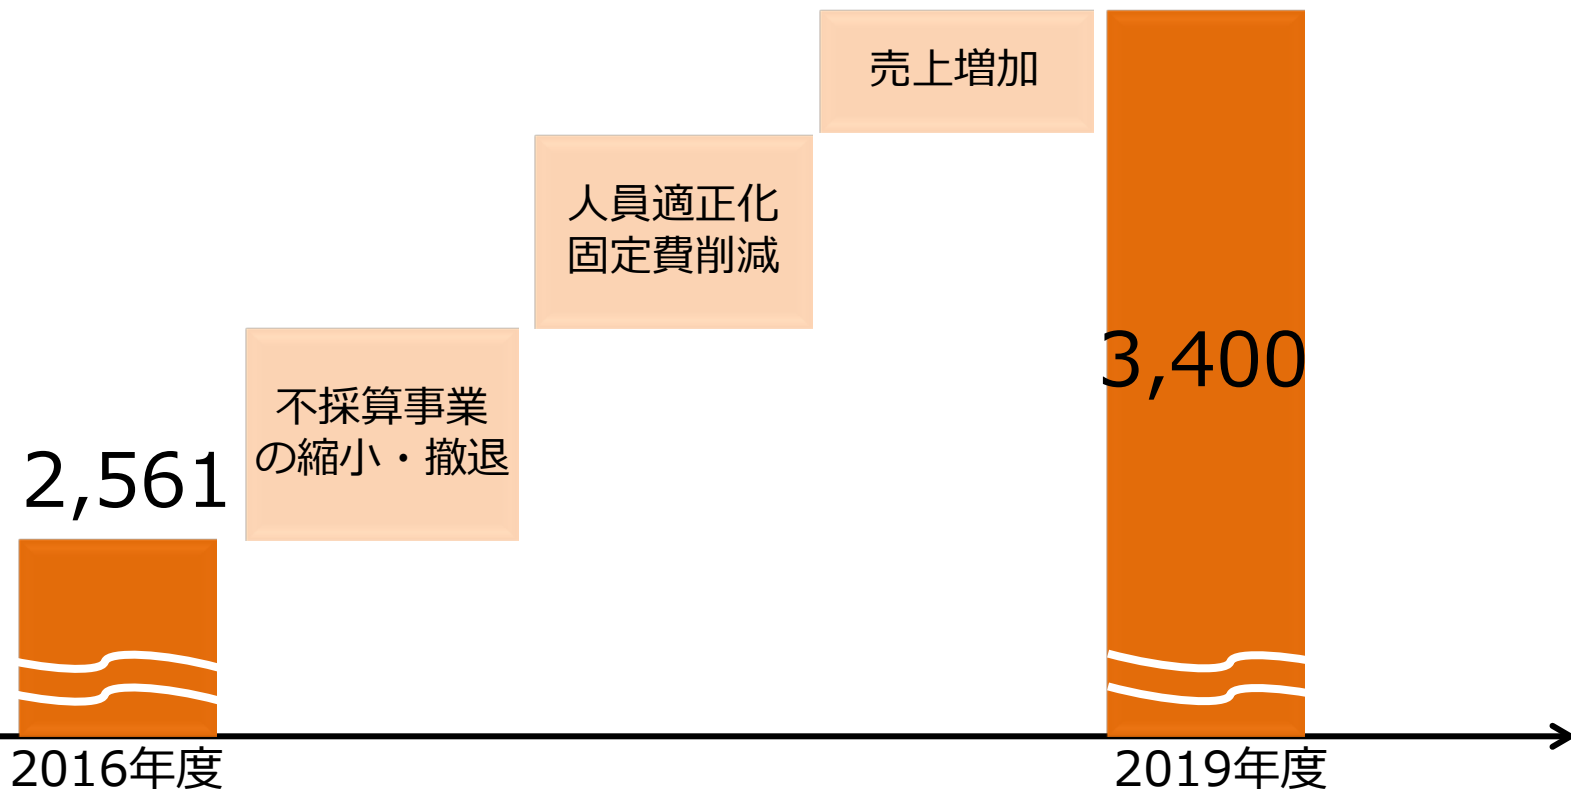 売上増加
人員適正化
固定費削減
3,400
不採算事業
の縮小・撤退
2,561
2016年度
2019年度